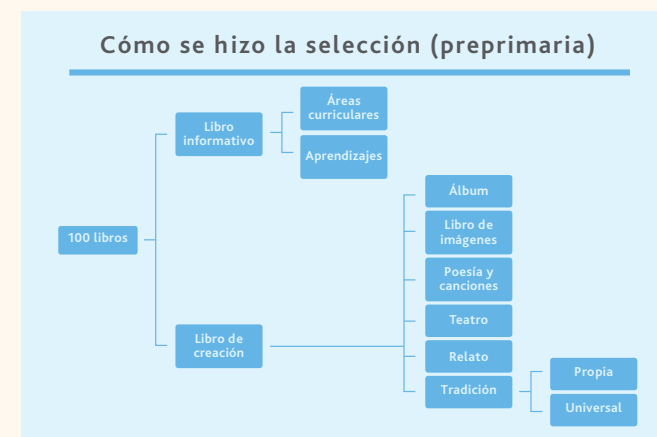 Cómo se hizo la selección (preprimaria)
100 libros
Libro
informativo
Áreas
curriculares
Aprendizajes
Libro de
creación
Álbum
Libro de
imágenes
Poesía y
canciones
Teatro
Relato
Tradición
Propia
Universal